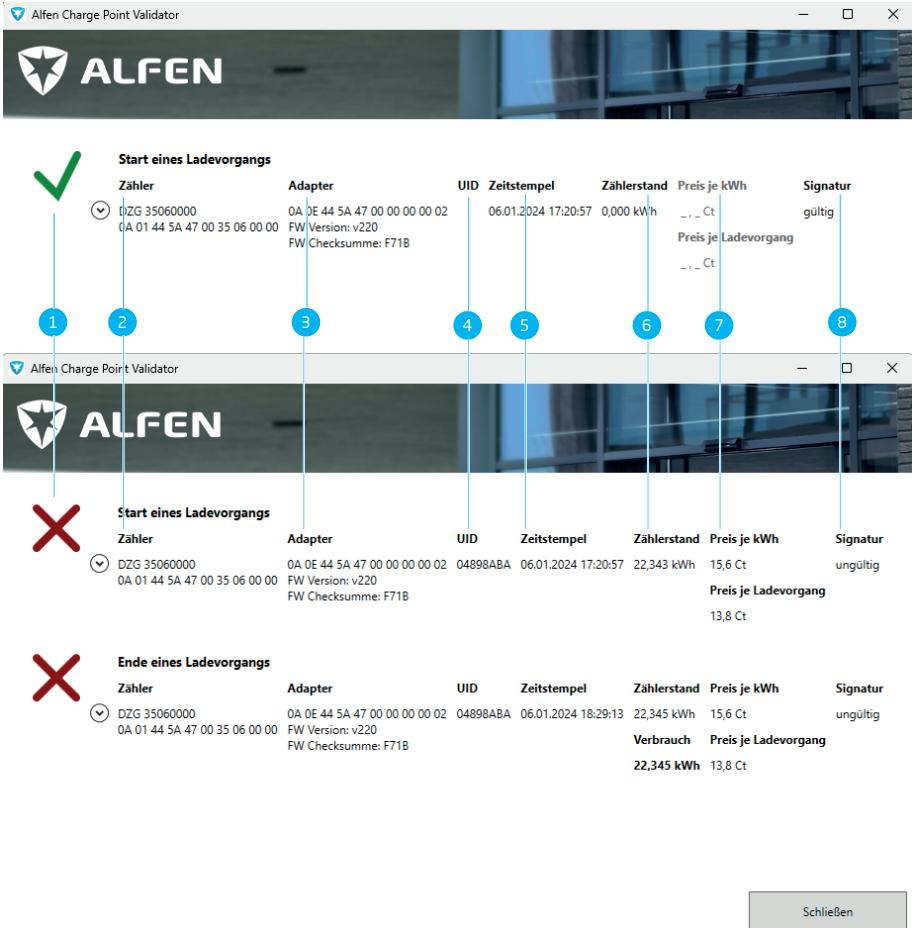 Alfen Charge Point Validator
ALFEN
Start eines Ladevorgangs
Zähler Adapter UID Zeitstempel Zählerstand Preis je kWh Signatur
DZG 35060000 0A 0E 44 5A 47 00 00 00 00 02 06.01.2024 17:20:57 0,000 kWh _,_ Ct gültig
0A 01 44 5A 47 00 35 06 00 00 FW Version: v220
Preis je Ladevorgang
FW Checksumme: F71B
_,_ Ct
1 2 3 4 5 6 7 8
Alfen Charge Point Validator
ALFEN
Start eines Ladevorgangs
Zähler Adapter UID Zeitstempel Zählerstand Preis je kWh Signatur
DZG 35060000 0A 0E 44 5A 47 00 00 00 00 02 04898ABA 06.01.2024 17:20:57 22,343 kWh 15,6 Ct ungültig
0A 01 44 5A 47 00 35 06 00 00 FW Version: v220
Preis je Ladevorgang
FW Checksumme: F71B
13,8 Ct
Ende eines Ladevorgangs
Zähler Adapter UID Zeitstempel Zählerstand Preis je kWh Signatur
DZG 35060000 0A 0E 44 5A 47 00 00 00 00 02 04898ABA 06.01.2024 18:29:13 22,345 kWh 15,6 Ct ungültig
0A 01 44 5A 47 00 35 06 00 00 FW Version: v220
Verbrauch Preis je Ladevorgang
FW Checksumme: F71B
22,345 kWh 13,8 Ct
Schließen